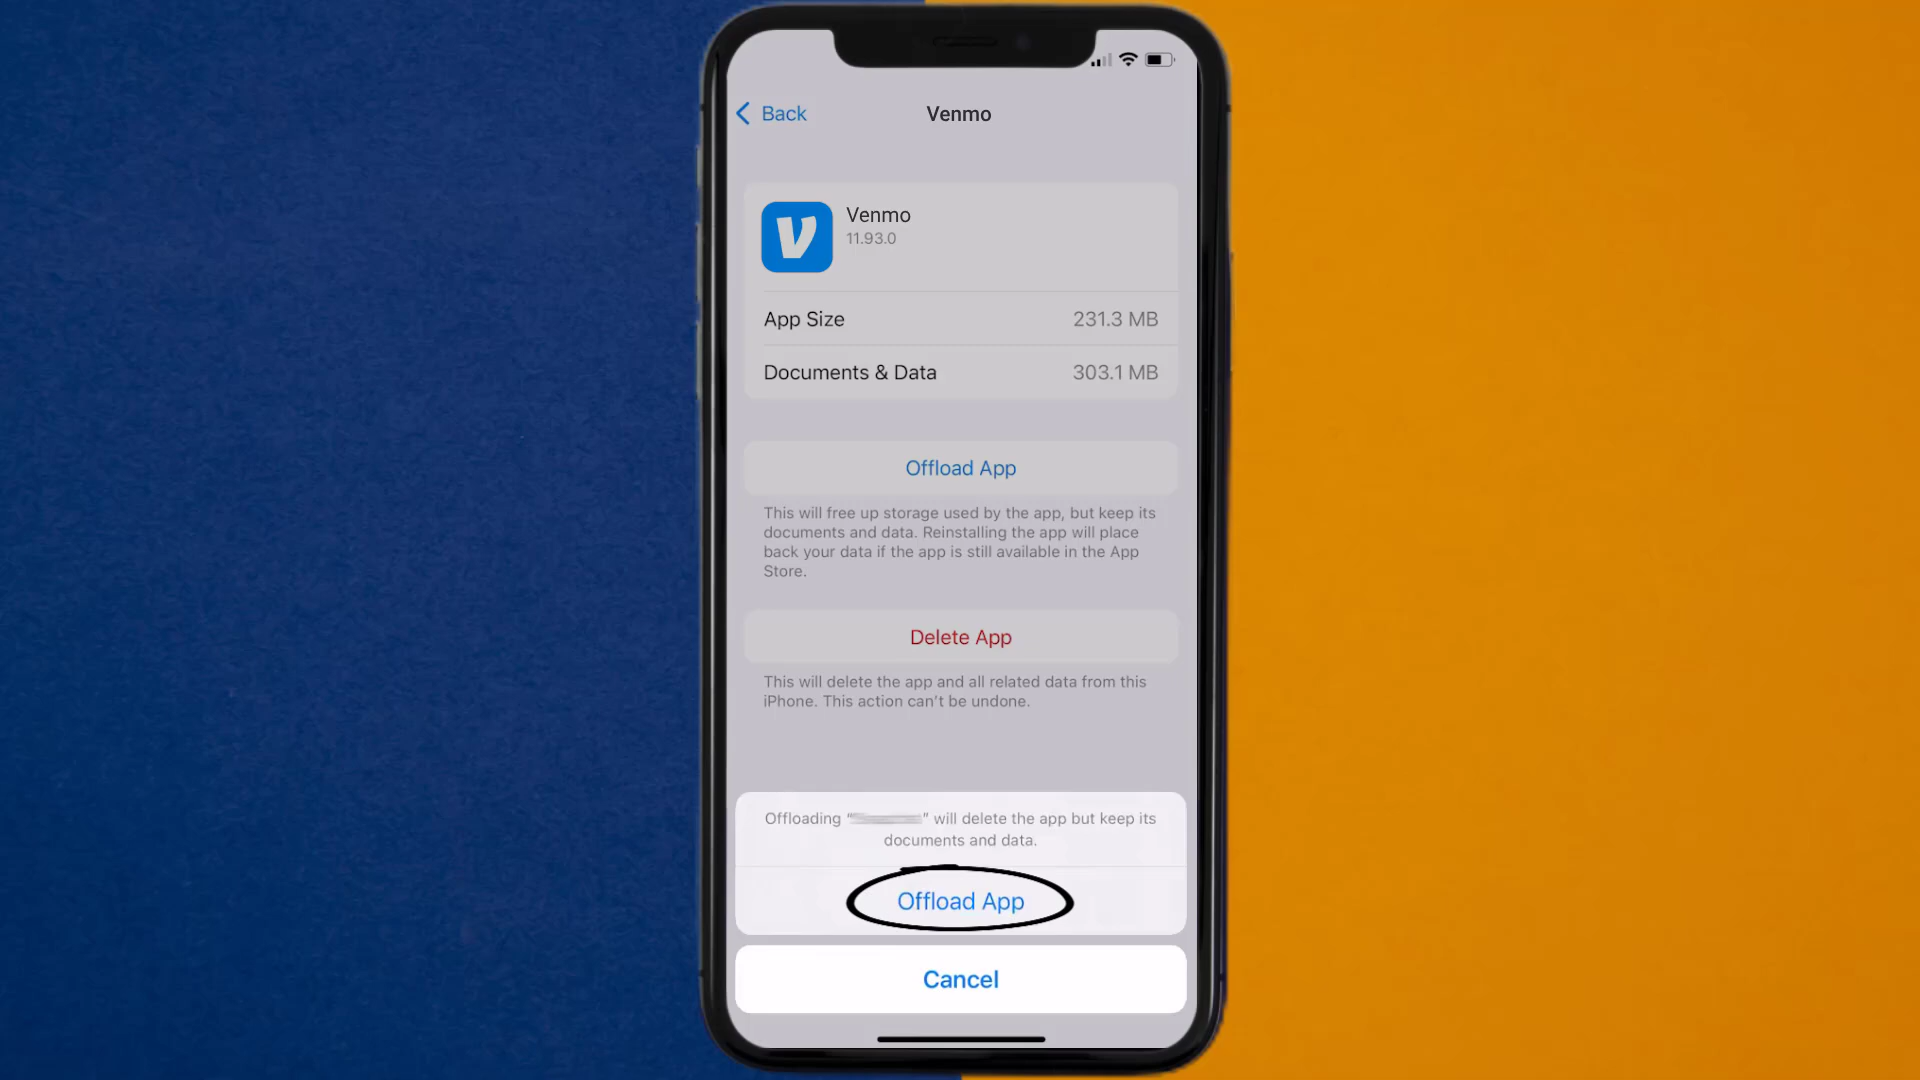 Back
Venmo
Venmo
11.93.0
App Size 231.3 MB
Documents & Data 303.1 MB
Offload App
This will free up storage used by the app, but keep its
documents and data. Reinstalling the app will place
back your data if the app is still available in the App
Store.
Delete App
This will delete the app and all related data from this
iPhone. This action can't be undone.
Offloading “ ” will delete the app but keep its
documents and data.
Offload App
Cancel